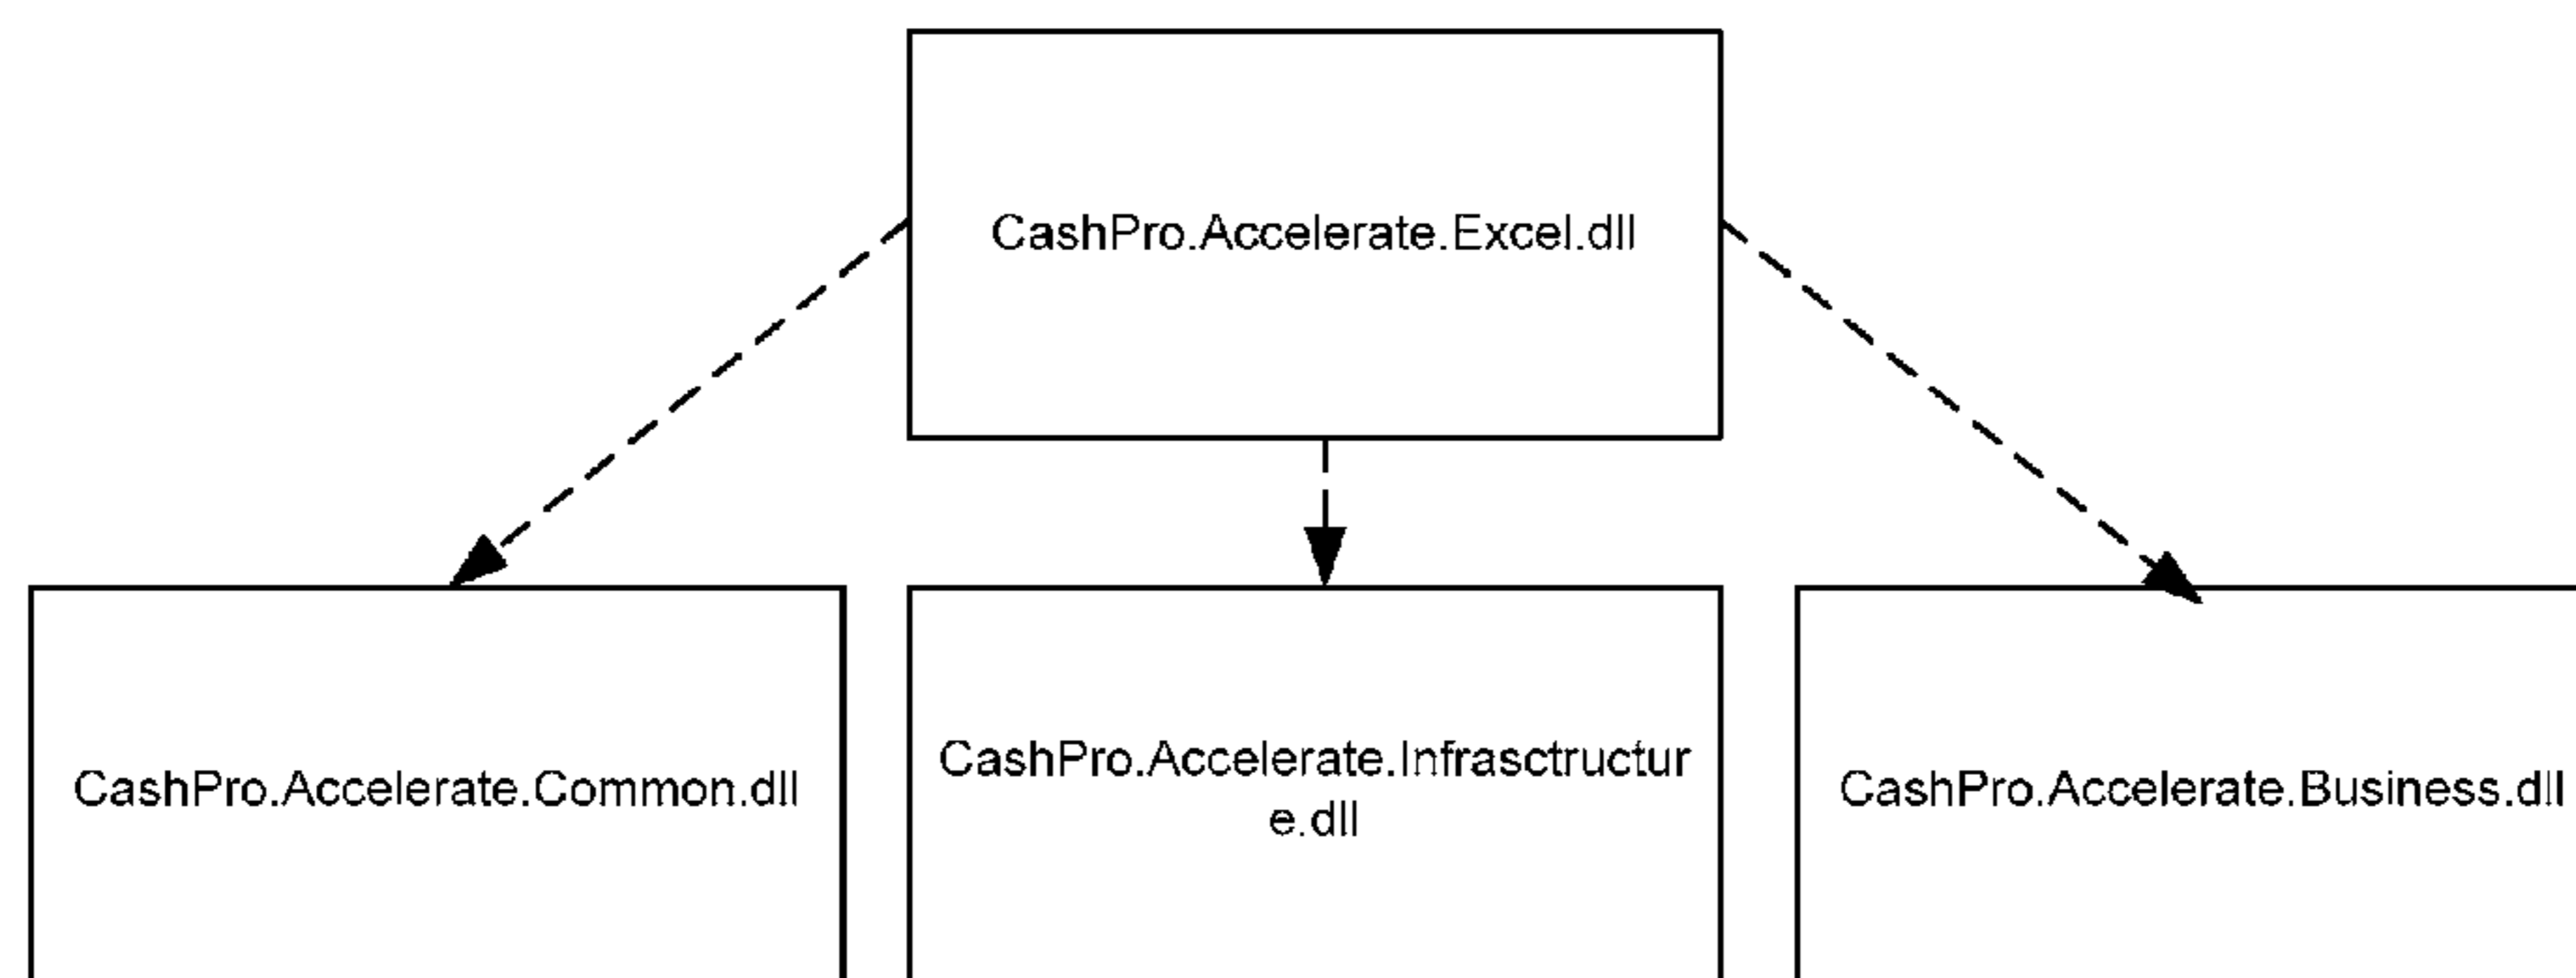 CashPro.Accelerate.Excel.dll
CashPro.Accelerate.Common.dll
CashPro.Accelerate.Infrasctructur
e.dll
CashPro.Accelerate.Business.dll